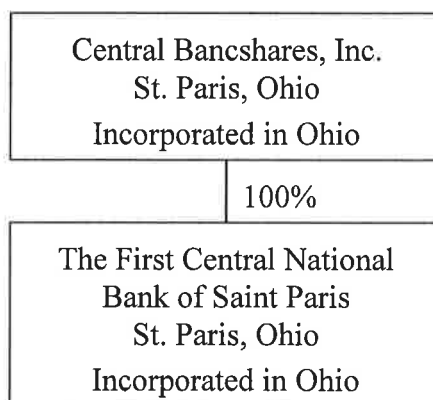 Central Bancshares, Inc.
St. Paris, Ohio
Incorporated in Ohio
100%
The First Central National
Bank of Saint Paris
St. Paris, Ohio
Incorporated in Ohio